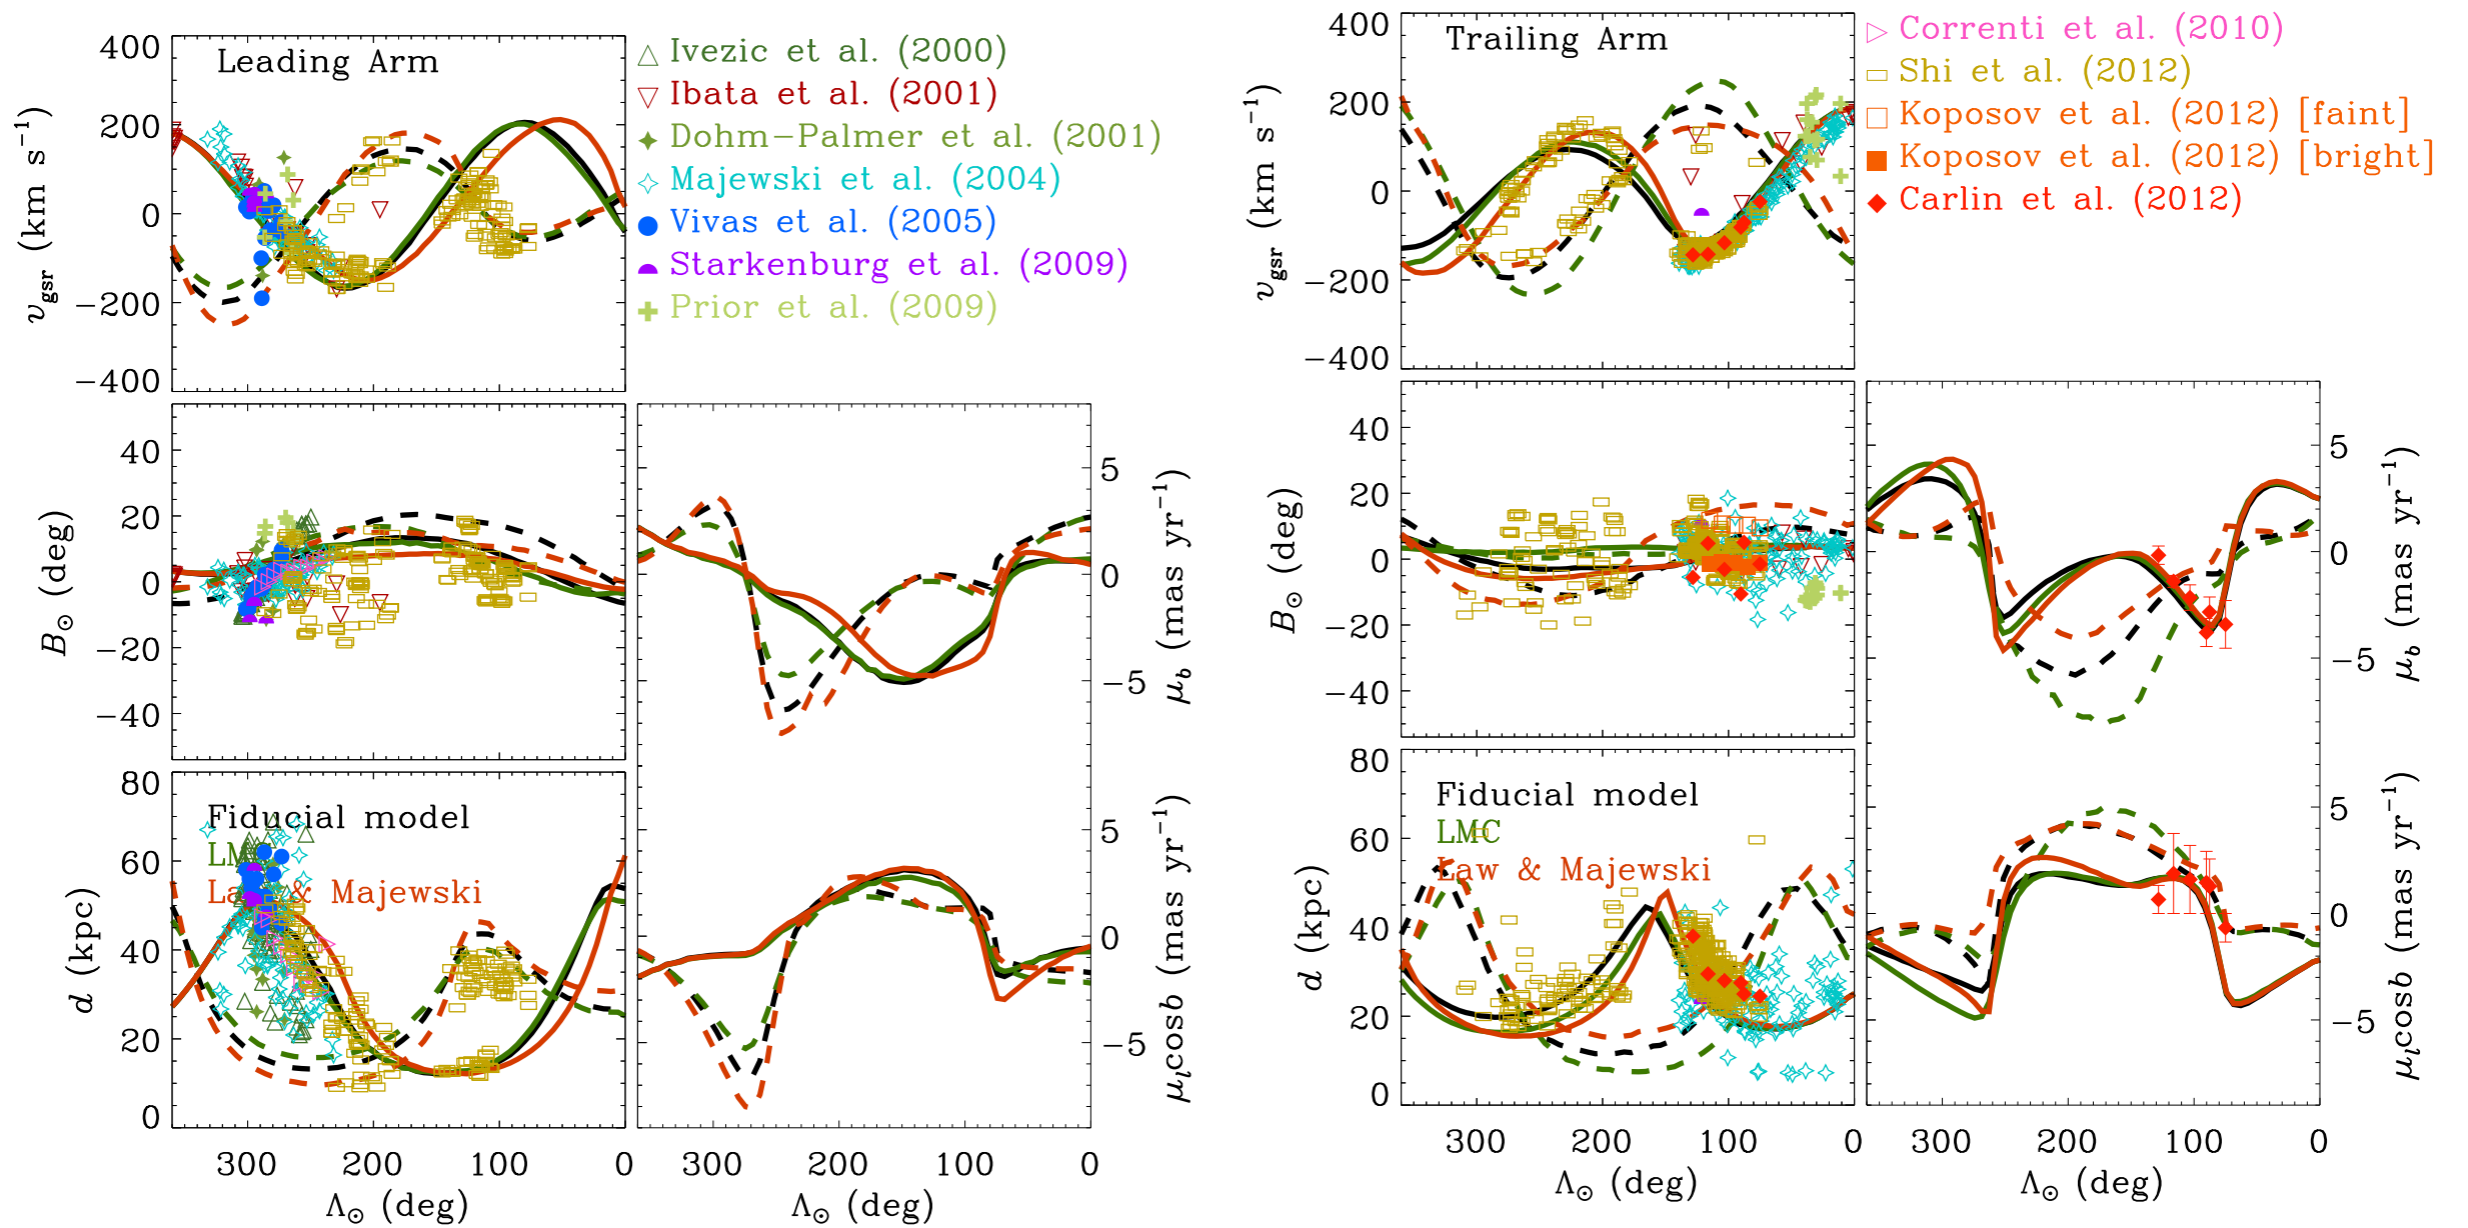 Leading Arm
400
200
0
−200
−400
v_gsr (km s⁻¹)
Ivezic et al. (2000)
Ibata et al. (2001)
Dohm−Palmer et al. (2001)
Majewski et al. (2004)
Vivas et al. (2005)
Starkenburg et al. (2009)
Prior et al. (2009)
40
20
0
−20
−40
B⊙ (deg)
5
0
−5
μ_b (mas yr⁻¹)
80
60
40
20
0
d (kpc)
Fiducial model
Law & Majewski
5
0
−5
μ_l cosb (mas yr⁻¹)
300 200 100 0
Λ⊙ (deg)
300 200 100 0
Λ⊙ (deg)
Trailing Arm
400
200
0
−200
−400
v_gsr (km s⁻¹)
Correnti et al. (2010)
Shi et al. (2012)
Koposov et al. (2012) [faint]
Koposov et al. (2012) [bright]
Carlin et al. (2012)
40
20
0
−20
−40
B⊙ (deg)
5
0
−5
μ_b (mas yr⁻¹)
80
60
40
20
0
d (kpc)
Fiducial model
LMC
Law & Majewski
5
0
−5
μ_l cosb (mas yr⁻¹)
300 200 100 0
Λ⊙ (deg)
300 200 100 0
Λ⊙ (deg)